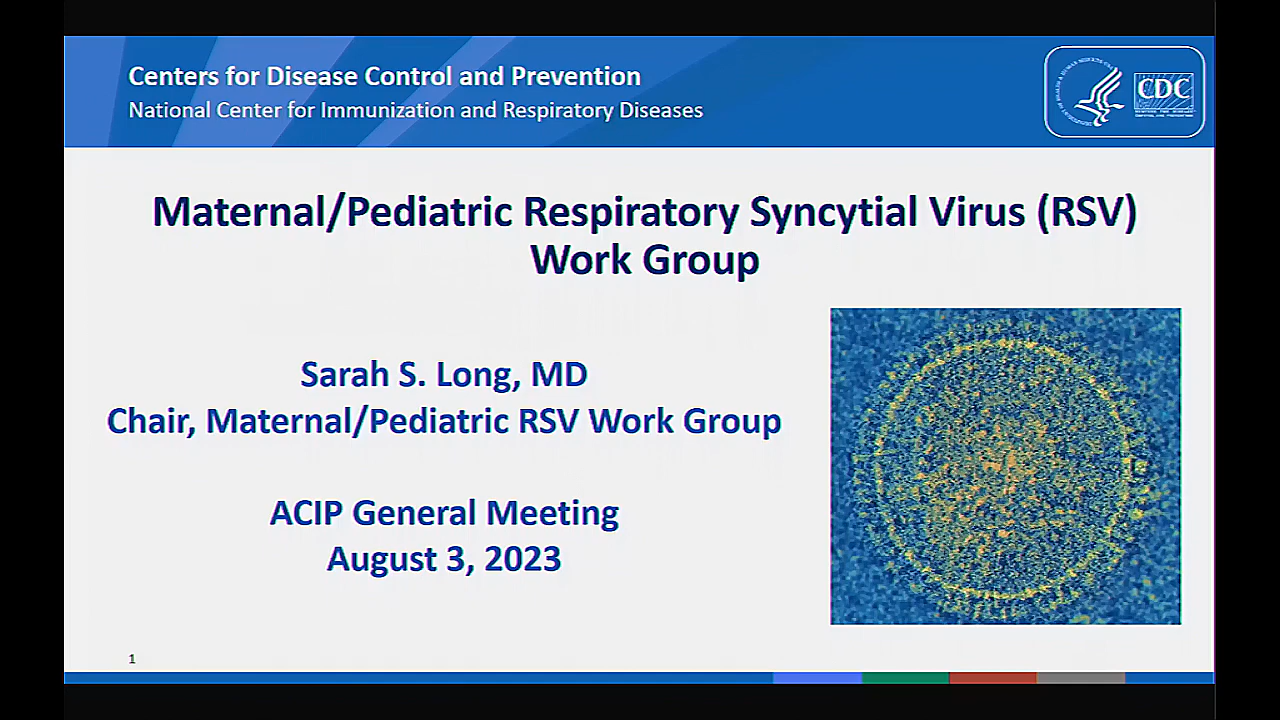 Centers for Disease Control and Prevention
National Center for Immunization and Respiratory Diseases
CDC
Maternal/Pediatric Respiratory Syncytial Virus (RSV)
Work Group
Sarah S. Long, MD
Chair, Maternal/Pediatric RSV Work Group
ACIP General Meeting
August 3, 2023
1